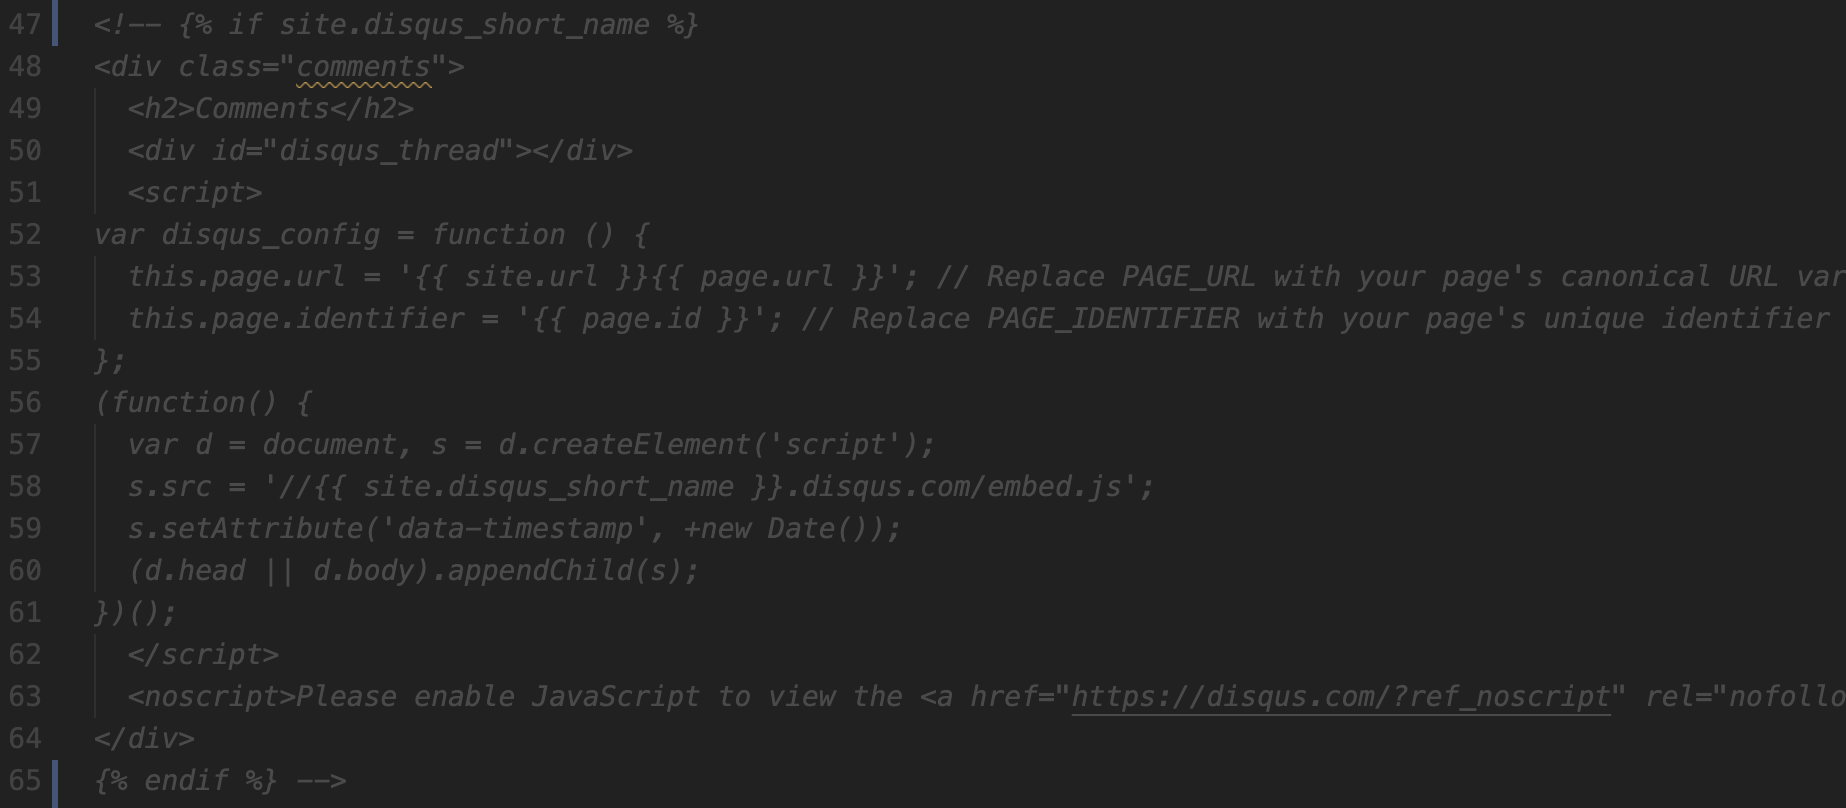 47 <!-- {% if site.disqus_short_name %}
48 <div class="comments">
49   <h2>Comments</h2>
50   <div id="disqus_thread"></div>
51   <script>
52 var disqus_config = function () {
53   this.page.url = '{{ site.url }}{{ page.url }}'; // Replace PAGE_URL with your page's canonical URL var
54   this.page.identifier = '{{ page.id }}'; // Replace PAGE_IDENTIFIER with your page's unique identifier
55 };
56 (function() {
57   var d = document, s = d.createElement('script');
58   s.src = '//{{ site.disqus_short_name }}.disqus.com/embed.js';
59   s.setAttribute('data-timestamp', +new Date());
60   (d.head || d.body).appendChild(s);
61 })();
62   </script>
63   <noscript>Please enable JavaScript to view the <a href="https://disqus.com/?ref_noscript" rel="nofollo
64 </div>
65 {% endif %} -->